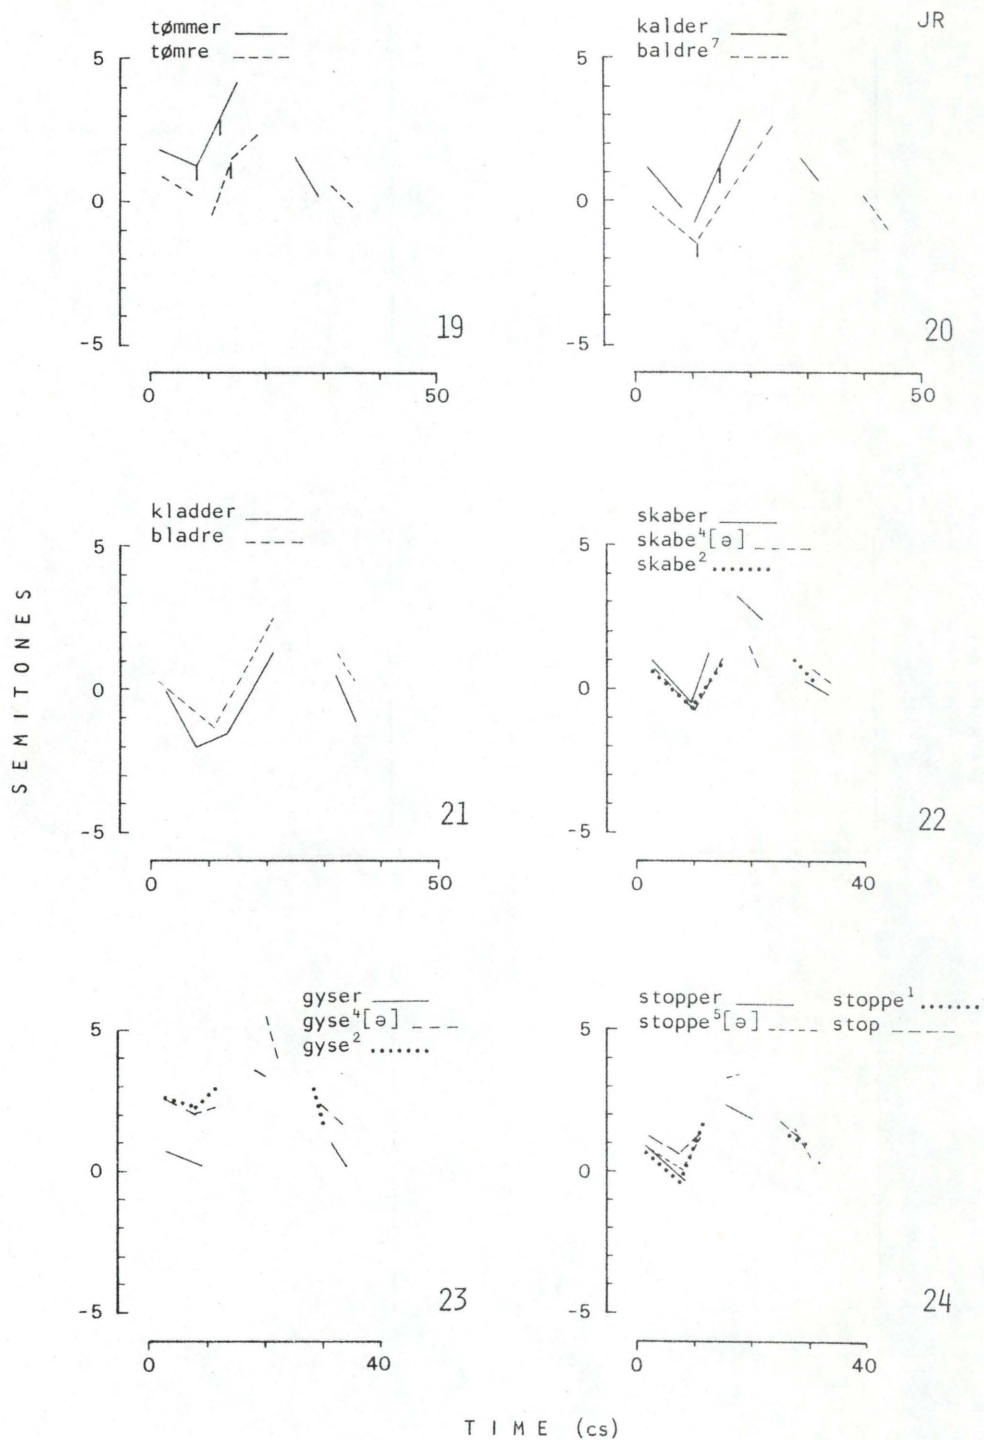 JR
tømmer
tømre
5
0
-5
19
0
50
kalder
baldre⁷
5
0
-5
20
0
50
SEMITONES
kladder
bladre
5
0
-5
21
0
50
skaber
skabe⁴[ə]
skabe²
5
0
-5
22
0
40
gyser
gyse⁴[ə]
gyse²
5
0
-5
23
0
40
stopper stoppe¹
stoppe⁵[ə] stop
5
0
-5
24
0
40
TIME (cs)